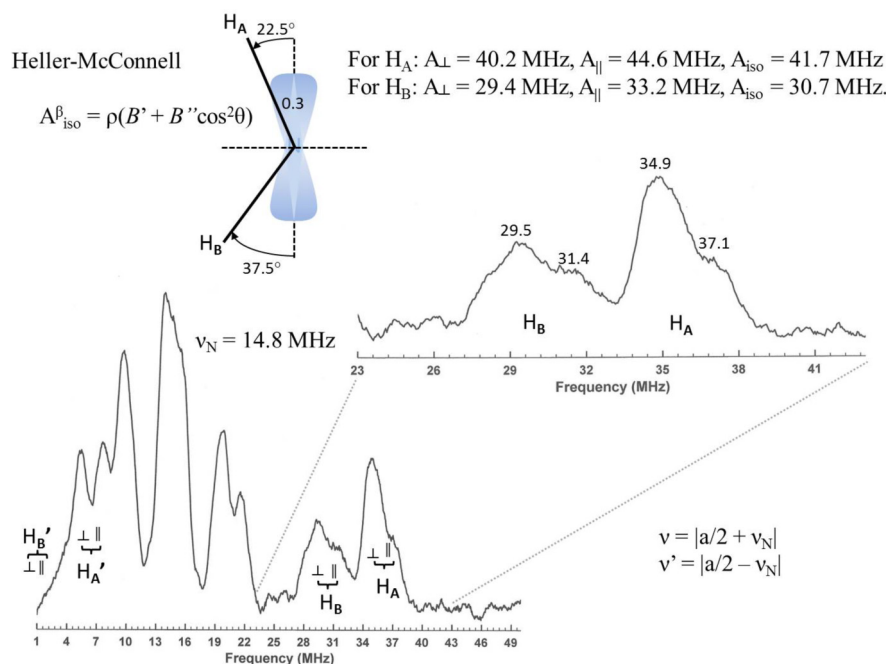 H_A
22.5°
Heller-McConnell
For H_A: A⊥ = 40.2 MHz, A_|| = 44.6 MHz, A_iso = 41.7 MHz
For H_B: A⊥ = 29.4 MHz, A_|| = 33.2 MHz, A_iso = 30.7 MHz.
0.3
A^β_iso = ρ(B’ + B’’cos²θ)
H_B
37.5°
34.9
29.5
31.4
37.1
H_B
H_A
ν_N = 14.8 MHz
23 26 29 32 35 38 41
Frequency (MHz)
H_B’
⊥ ||
⊥ ||
H_A’
⊥ ||
H_B
⊥ ||
H_A
ν = |a/2 + ν_N|
ν’ = |a/2 – ν_N|
1 4 7 10 13 16 19 22 25 28 31 34 37 40 43 46 49
Frequency (MHz)